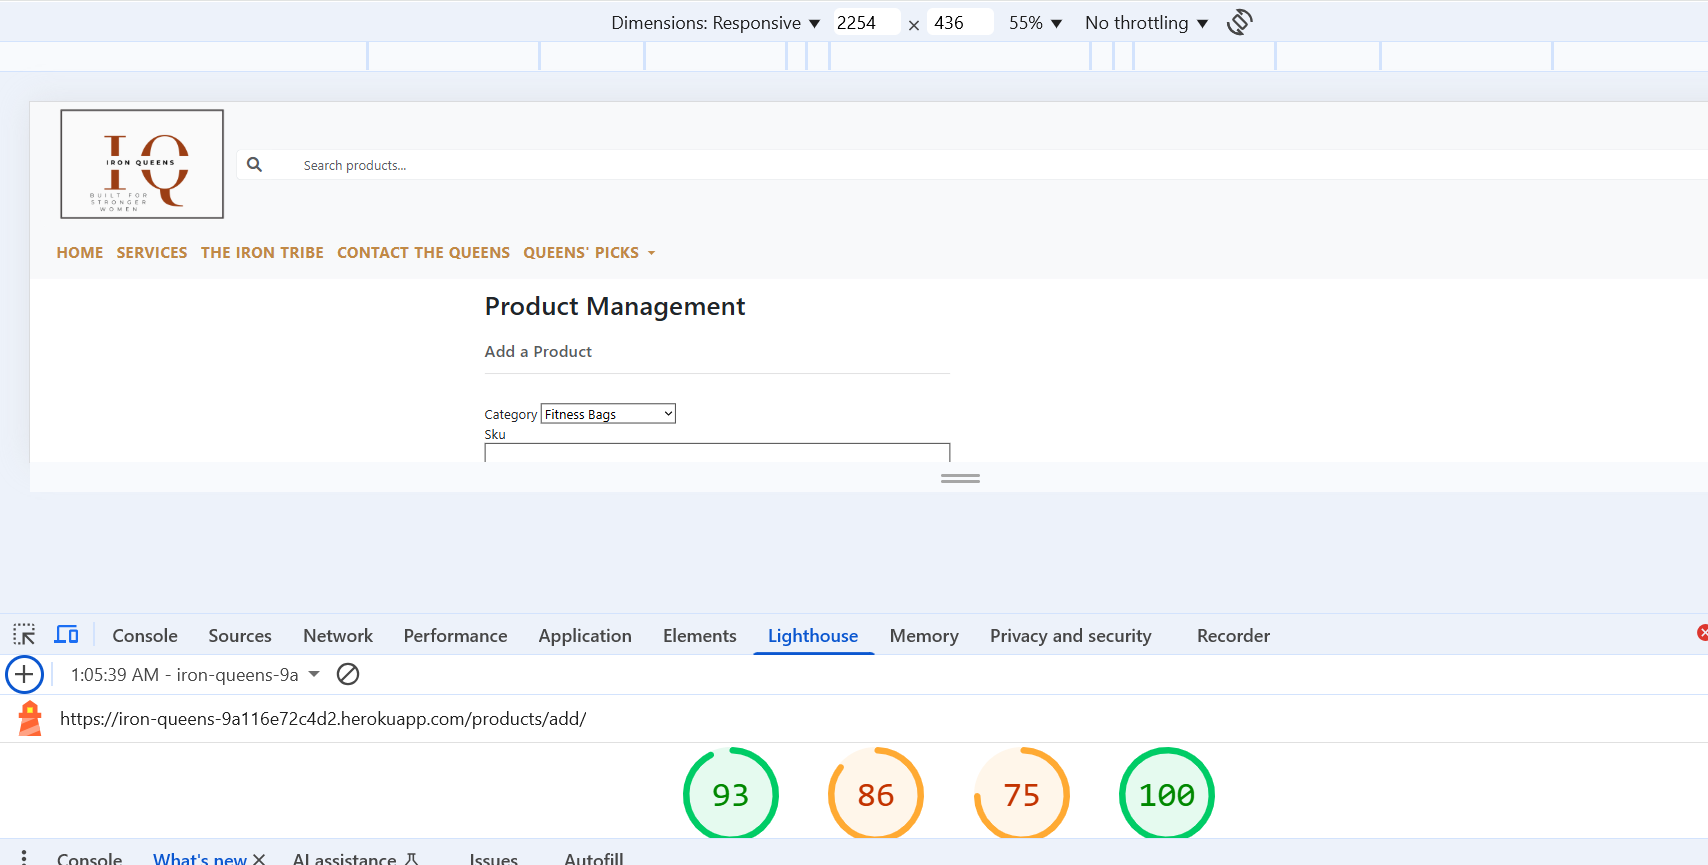 Dimensions: Responsive ▼ 2254 × 436 55% ▼ No throttling ▼
IQ
IRON QUEENS
BUILT FOR
STRONGER
WOMEN
Search products...
HOME SERVICES THE IRON TRIBE CONTACT THE QUEENS QUEENS' PICKS
Product Management
Add a Product
Category Fitness Bags
Sku
Console Sources Network Performance Application Elements Lighthouse Memory Privacy and security Recorder
1:05:39 AM - iron-queens-9a
https://iron-queens-9a116e72c4d2.herokuapp.com/products/add/
93 86 75 100
Console What's new AI assistance Issues Autofill